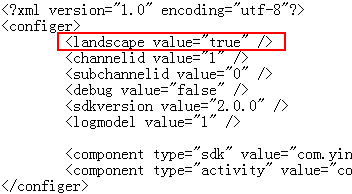 <?xml version="1.0" encoding="utf-8"?>
<configer>
<landscape value="true" />
<channelid value="1" />
<subchannelid value="0" />
<debug value="false" />
<sdkversion value="2.0.0" />
<logmodel value="1" />
<component type="sdk" value="com.yin
<component type="activity" value="co
</configer>